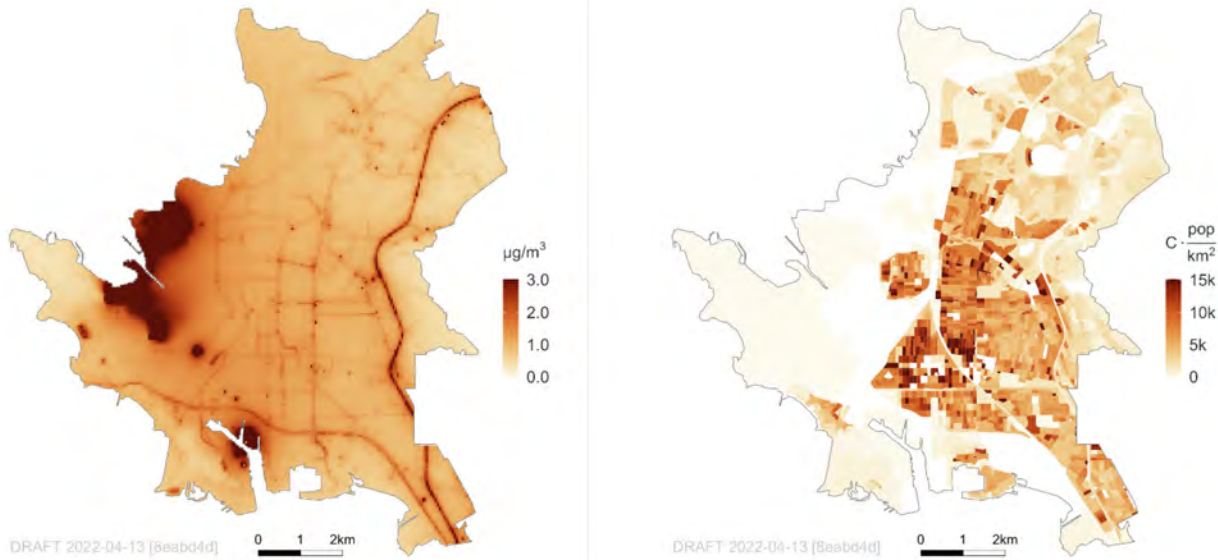 µg/m³
3.0
2.0
1.0
0.0
DRAFT 2022-04-13 [8eabd4d]
0 1 2km
C · pop
km²
15k
10k
5k
0
DRAFT 2022-04-13 [8eabd4d]
0 1 2km